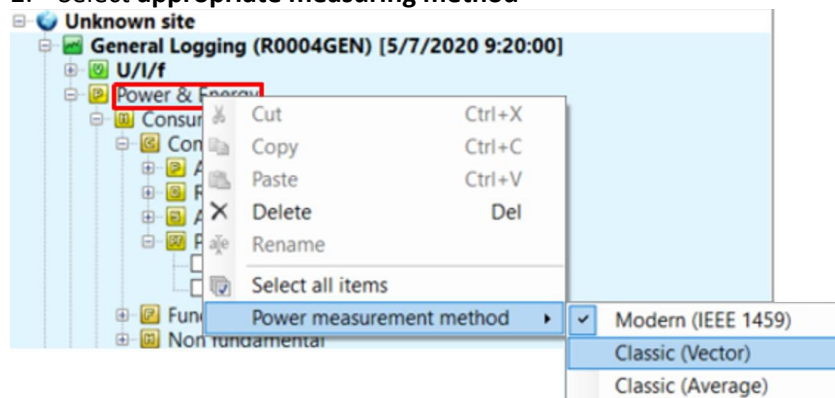 Select appropriate measuring method
Unknown site
General Logging (R0004GEN) [5/7/2020 9:20:00]
U/I/f
Power & Energy
Cut Ctrl+X
Copy Ctrl+C
Paste Ctrl+V
Delete Del
Rename
Select all items
Power measurement method
Non fundamental
Modern (IEEE 1459)
Classic (Vector)
Classic (Average)